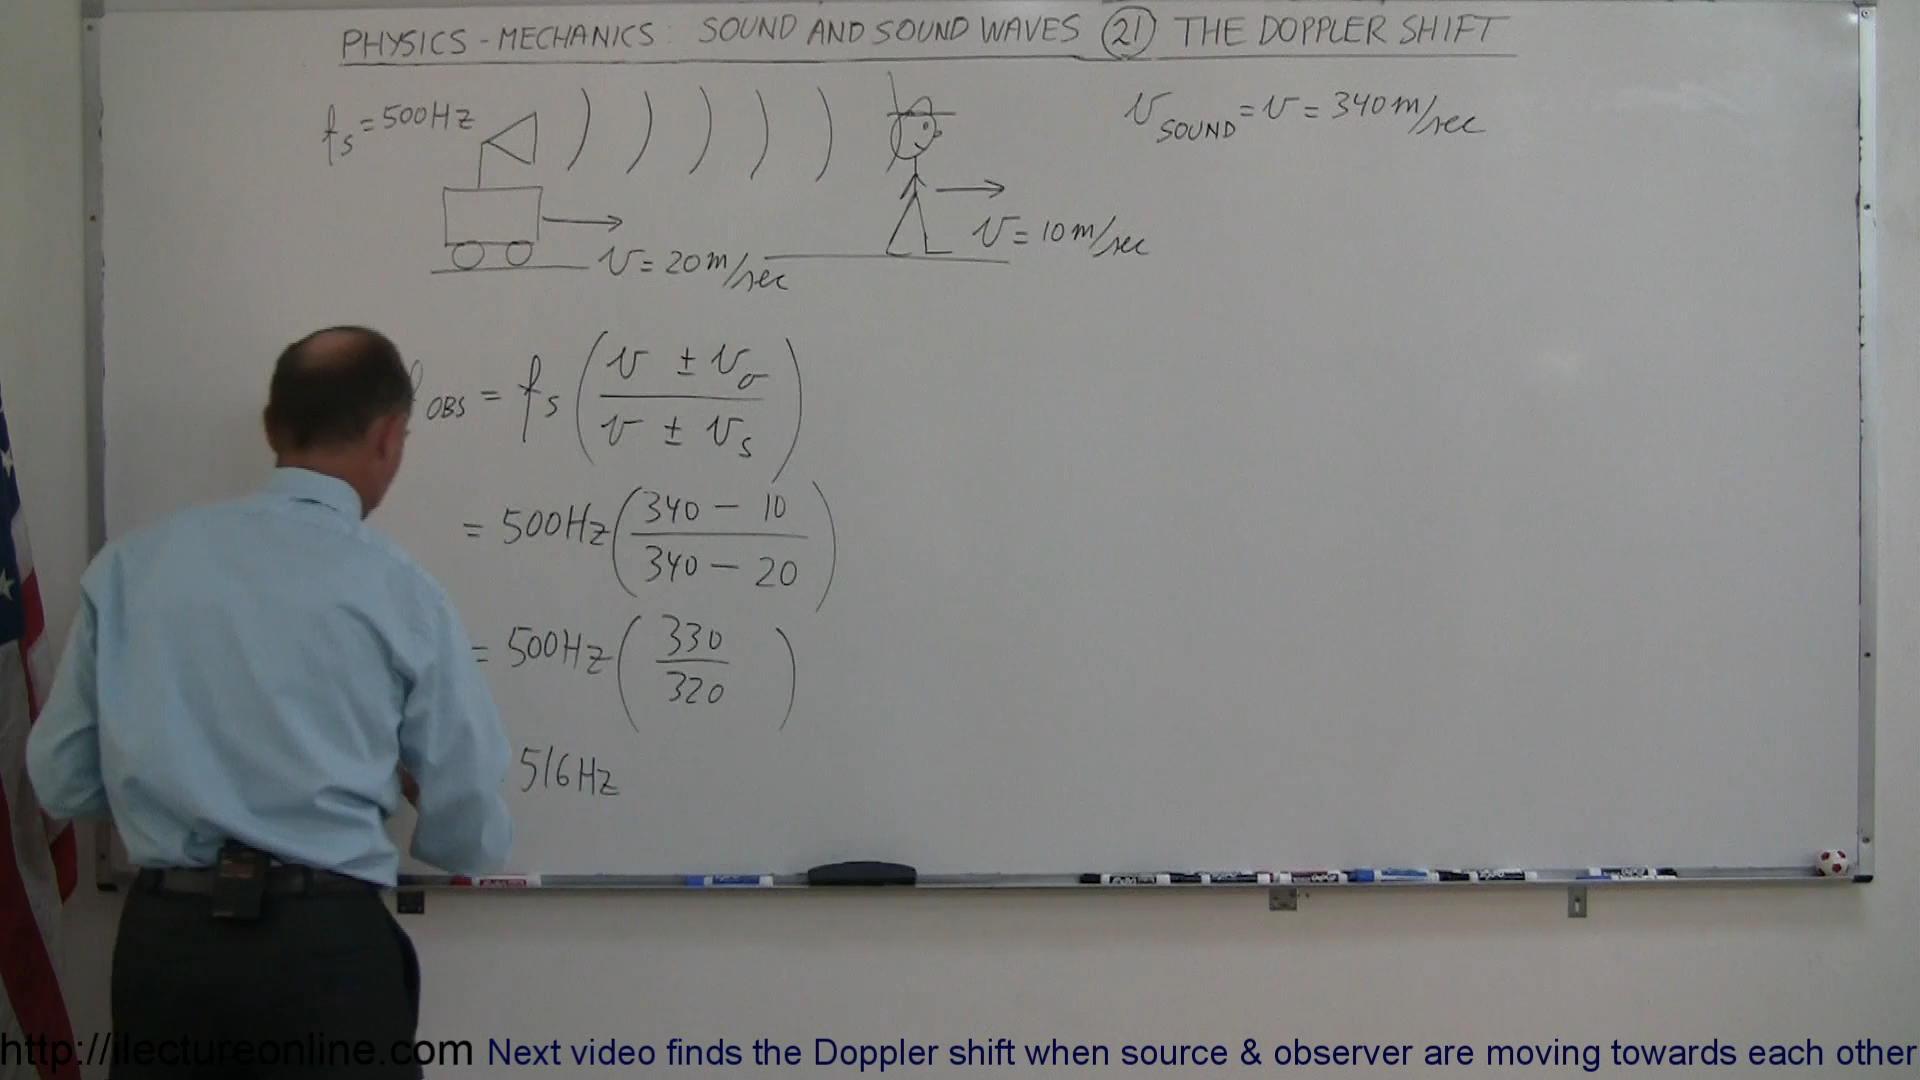 PHYSICS - MECHANICS: SOUND AND SOUND WAVES (21) THE DOPPLER SHIFT
fs = 500Hz
v SOUND = v = 340 m/sec
v = 10 m/sec
v = 20 m/sec
f OBS = fs ( v ± vo / v ± vs )
= 500Hz ( 340 - 10 / 340 - 20 )
= 500Hz ( 330 / 320 )
516Hz
http://ilectureonline.com Next video finds the Doppler shift when source & observer are moving towards each other